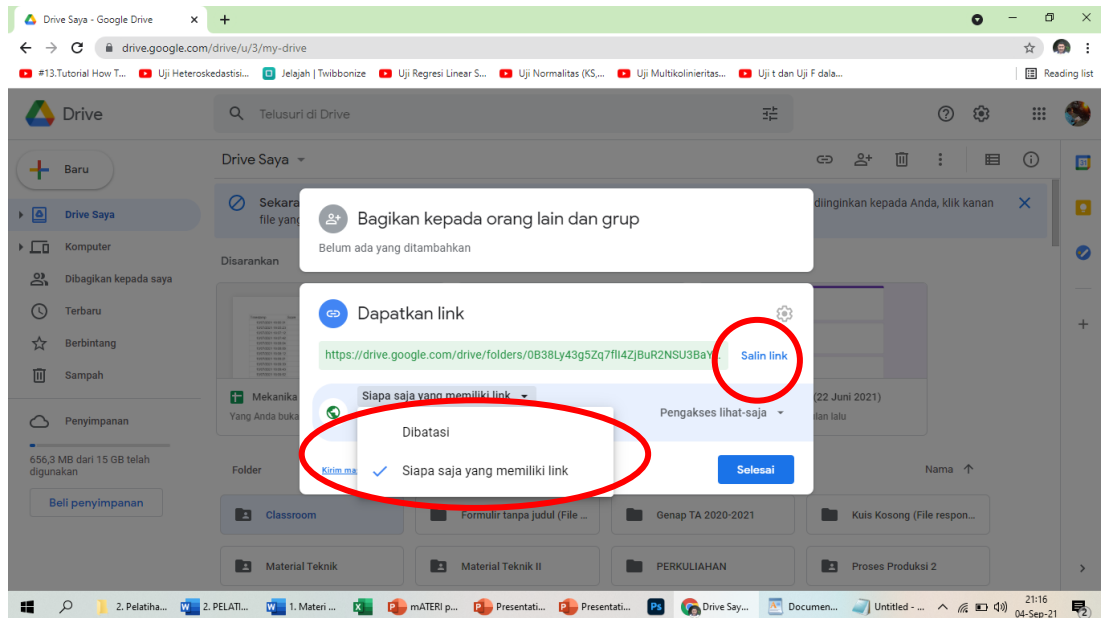 Drive Saya - Google Drive
drive.google.com/drive/u/3/my-drive
#13.Tutorial How T...
Uji Heteroskedastisi...
Jelajah | Twibbonize
Uji Regresi Linear S...
Uji Normalitas (KS,...
Uji Multikolinieritas...
Uji t dan Uji F dala...
Reading list
Drive
Telusuri di Drive
Baru
Drive Saya
Drive Saya
Komputer
Dibagikan kepada saya
Terbaru
Berbintang
Sampah
Penyimpanan
656,3 MB dari 15 GB telah
digunakan
Beli penyimpanan
Sekara
diinginkan kepada Anda, klik kanan
file yang
Disarankan
Bagikan kepada orang lain dan grup
Belum ada yang ditambahkan
Dapatkan link
https://drive.google.com/drive/folders/0B38Ly43g5Zq7
Salin link
Siapa saja yang memiliki link
Pengakses lihat-saja
Dibatasi
Siapa saja yang memiliki link
Kirim ma
Selesai
Mekanika
(22 Juni 2021)
Yang Anda buka
lan lalu
Folder
Nama
Classroom
Formulir tanpa judul (File ...
Genap TA 2020-2021
Kuis Kosong (File respon...
Material Teknik
Material Teknik II
PERKULIAHAN
Proses Produksi 2
2. Pelatiha...
2. PELATI...
1. Materi ...
mATERI p...
Presentati...
Presentati...
Drive Say...
Documen...
Untitled - ...
21:16
04-Sep-21